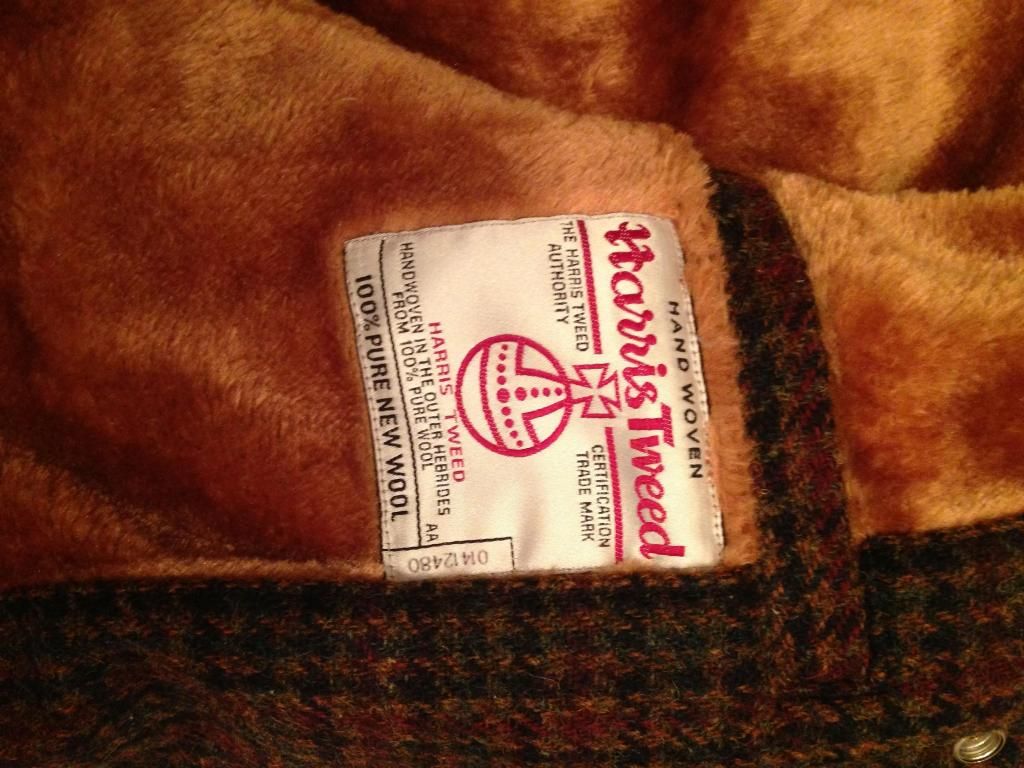 HAND WOVEN
Harris Tweed
THE HARRIS TWEED
AUTHORITY
CERTIFICATION
TRADE MARK
HARRIS TWEED
HANDWOVEN IN THE OUTER HEBRIDES
FROM 100% PURE WOOL
AA
01412480
100% PURE NEW WOOL